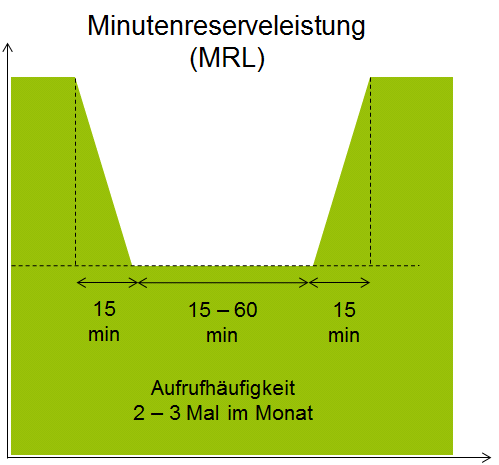 Minutenreserveleistung
(MRL)
15
min
15 – 60
min
15
min
Aufrufhäufigkeit
2 – 3 Mal im Monat